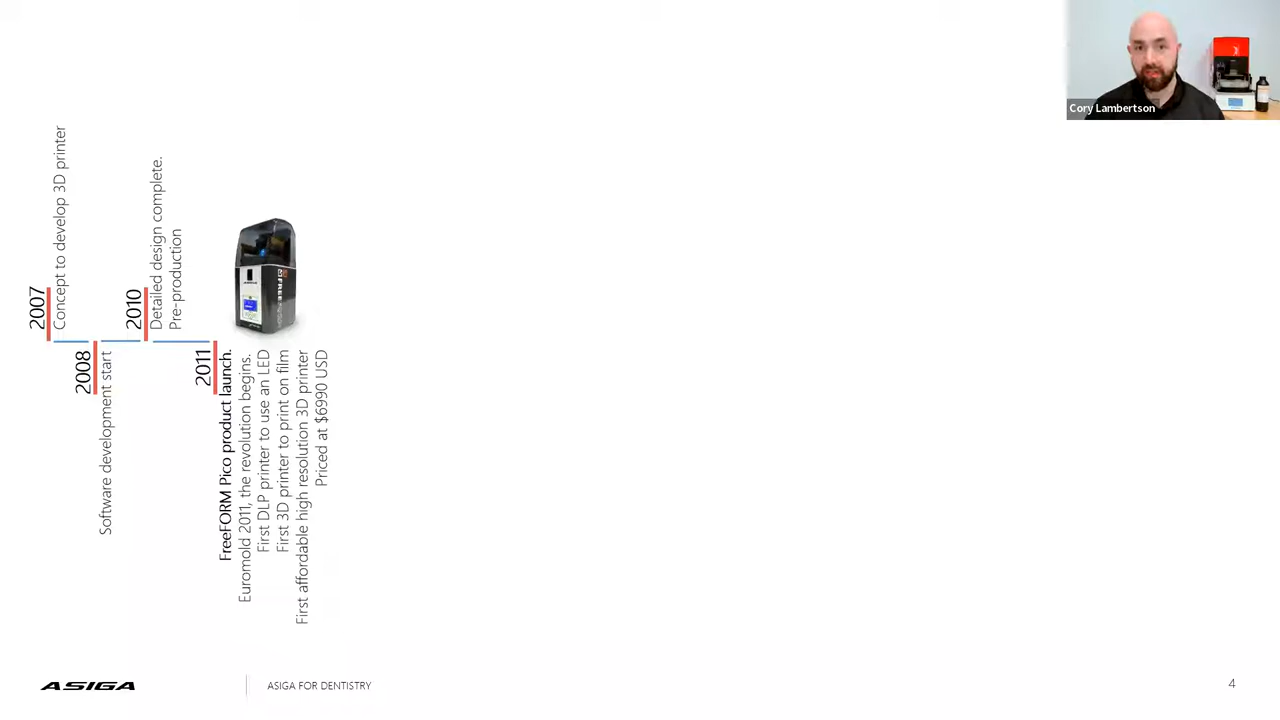 Cory Lambertson
2007
Concept to develop 3D printer
2008
Software development start
2010
Detailed design complete.
Pre-production
2011
FreeFORM Pico product launch.
Euromold 2011, the revolution begins.
First DLP printer to use an LED
First 3D printer to print on film
First affordable high resolution 3D printer
Priced at $6990 USD
ASIGA
ASIGA FOR DENTISTRY
4